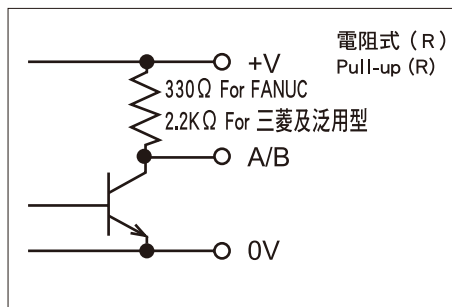 電阻式 (R)
Pull-up (R)
+V
330Ω For FANUC
2.2KΩ For 三菱及泛用型
A/B
0V